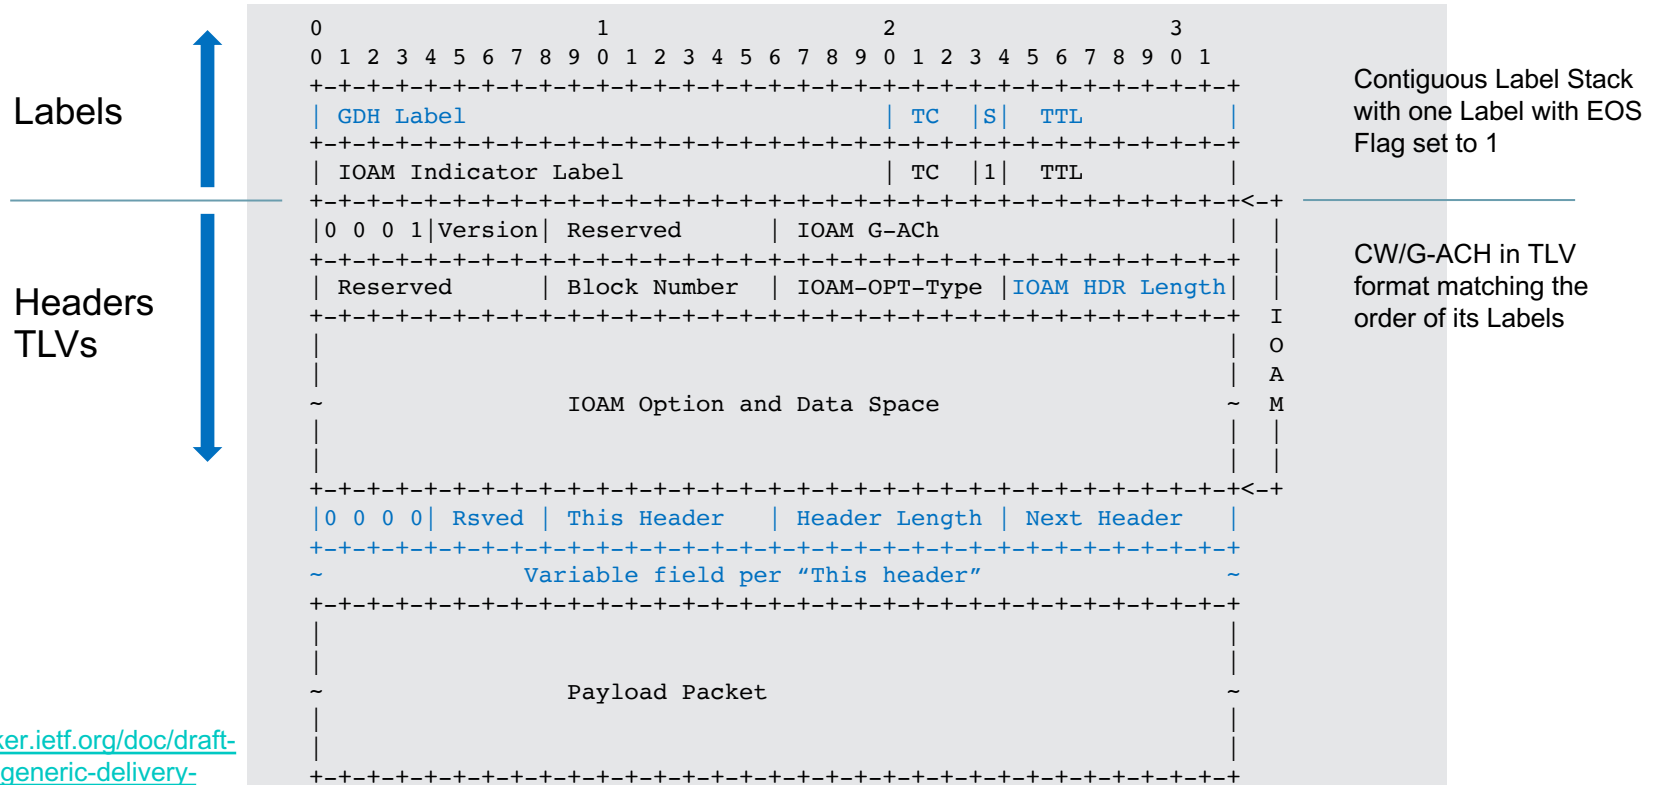 Labels
Headers
TLVs
0                   1                   2                   3
0 1 2 3 4 5 6 7 8 9 0 1 2 3 4 5 6 7 8 9 0 1 2 3 4 5 6 7 8 9 0 1
+-+-+-+-+-+-+-+-+-+-+-+-+-+-+-+-+-+-+-+-+-+-+-+-+-+-+-+-+-+-+-+-+
| GDH Label                             | TC  |S|  TTL          |
+-+-+-+-+-+-+-+-+-+-+-+-+-+-+-+-+-+-+-+-+-+-+-+-+-+-+-+-+-+-+-+-+
| IOAM Indicator Label                  | TC  |1|  TTL          |
+-+-+-+-+-+-+-+-+-+-+-+-+-+-+-+-+-+-+-+-+-+-+-+-+-+-+-+-+-+-+-+-+<-+
|0 0 0 1|Version| Reserved      | IOAM G-ACh                    |  |
+-+-+-+-+-+-+-+-+-+-+-+-+-+-+-+-+-+-+-+-+-+-+-+-+-+-+-+-+-+-+-+-+  |
| Reserved      | Block Number  | IOAM-OPT-Type |IOAM HDR Length|  |
+-+-+-+-+-+-+-+-+-+-+-+-+-+-+-+-+-+-+-+-+-+-+-+-+-+-+-+-+-+-+-+-+  I
|                                                               |  O
|                                                               |  A
~                 IOAM Option and Data Space                    ~  M
|                                                               |  |
|                                                               |  |
+-+-+-+-+-+-+-+-+-+-+-+-+-+-+-+-+-+-+-+-+-+-+-+-+-+-+-+-+-+-+-+-+<-+
|0 0 0 0| Rsved | This Header   | Header Length | Next Header   |
+-+-+-+-+-+-+-+-+-+-+-+-+-+-+-+-+-+-+-+-+-+-+-+-+-+-+-+-+-+-+-+-+
~              Variable field per “This header”                 ~
+-+-+-+-+-+-+-+-+-+-+-+-+-+-+-+-+-+-+-+-+-+-+-+-+-+-+-+-+-+-+-+-+
|                                                               |
|                                                               |
~                 Payload Packet                                ~
|                                                               |
|                                                               |
+-+-+-+-+-+-+-+-+-+-+-+-+-+-+-+-+-+-+-+-+-+-+-+-+-+-+-+-+-+-+-+-+
Contiguous Label Stack
with one Label with EOS
Flag set to 1
CW/G-ACH in TLV
format matching the
order of its Labels
ker.ietf.org/doc/draft-
generic-delivery-